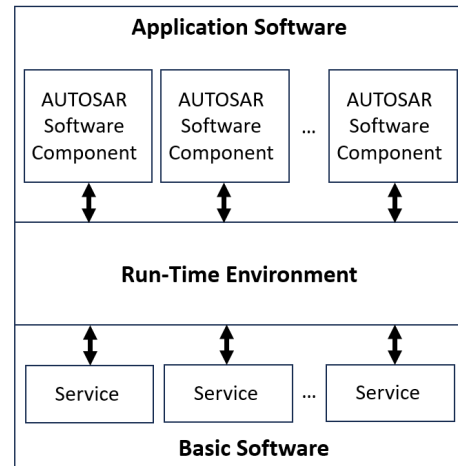 Application Software
AUTOSAR AUTOSAR AUTOSAR
Software Software ... Software
Component Component Component
Run-Time Environment
Service Service ... Service
Basic Software